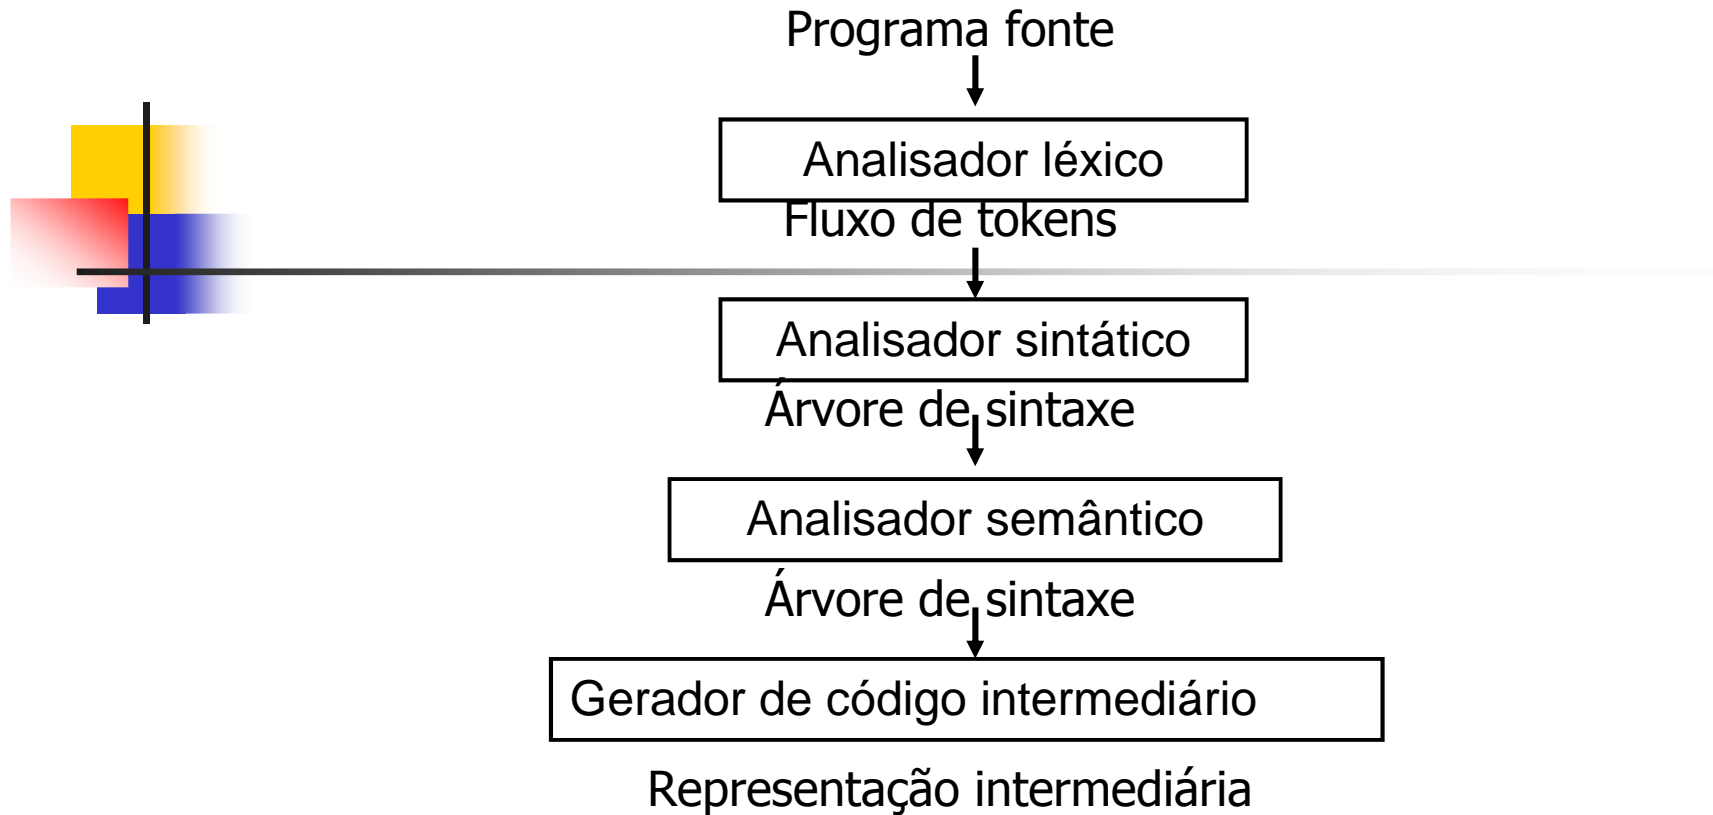 Programa fonte
Analisador léxico
Fluxo de tokens
Analisador sintático
Árvore de sintaxe
Analisador semântico
Árvore de sintaxe
Gerador de código intermediário
Representação intermediária